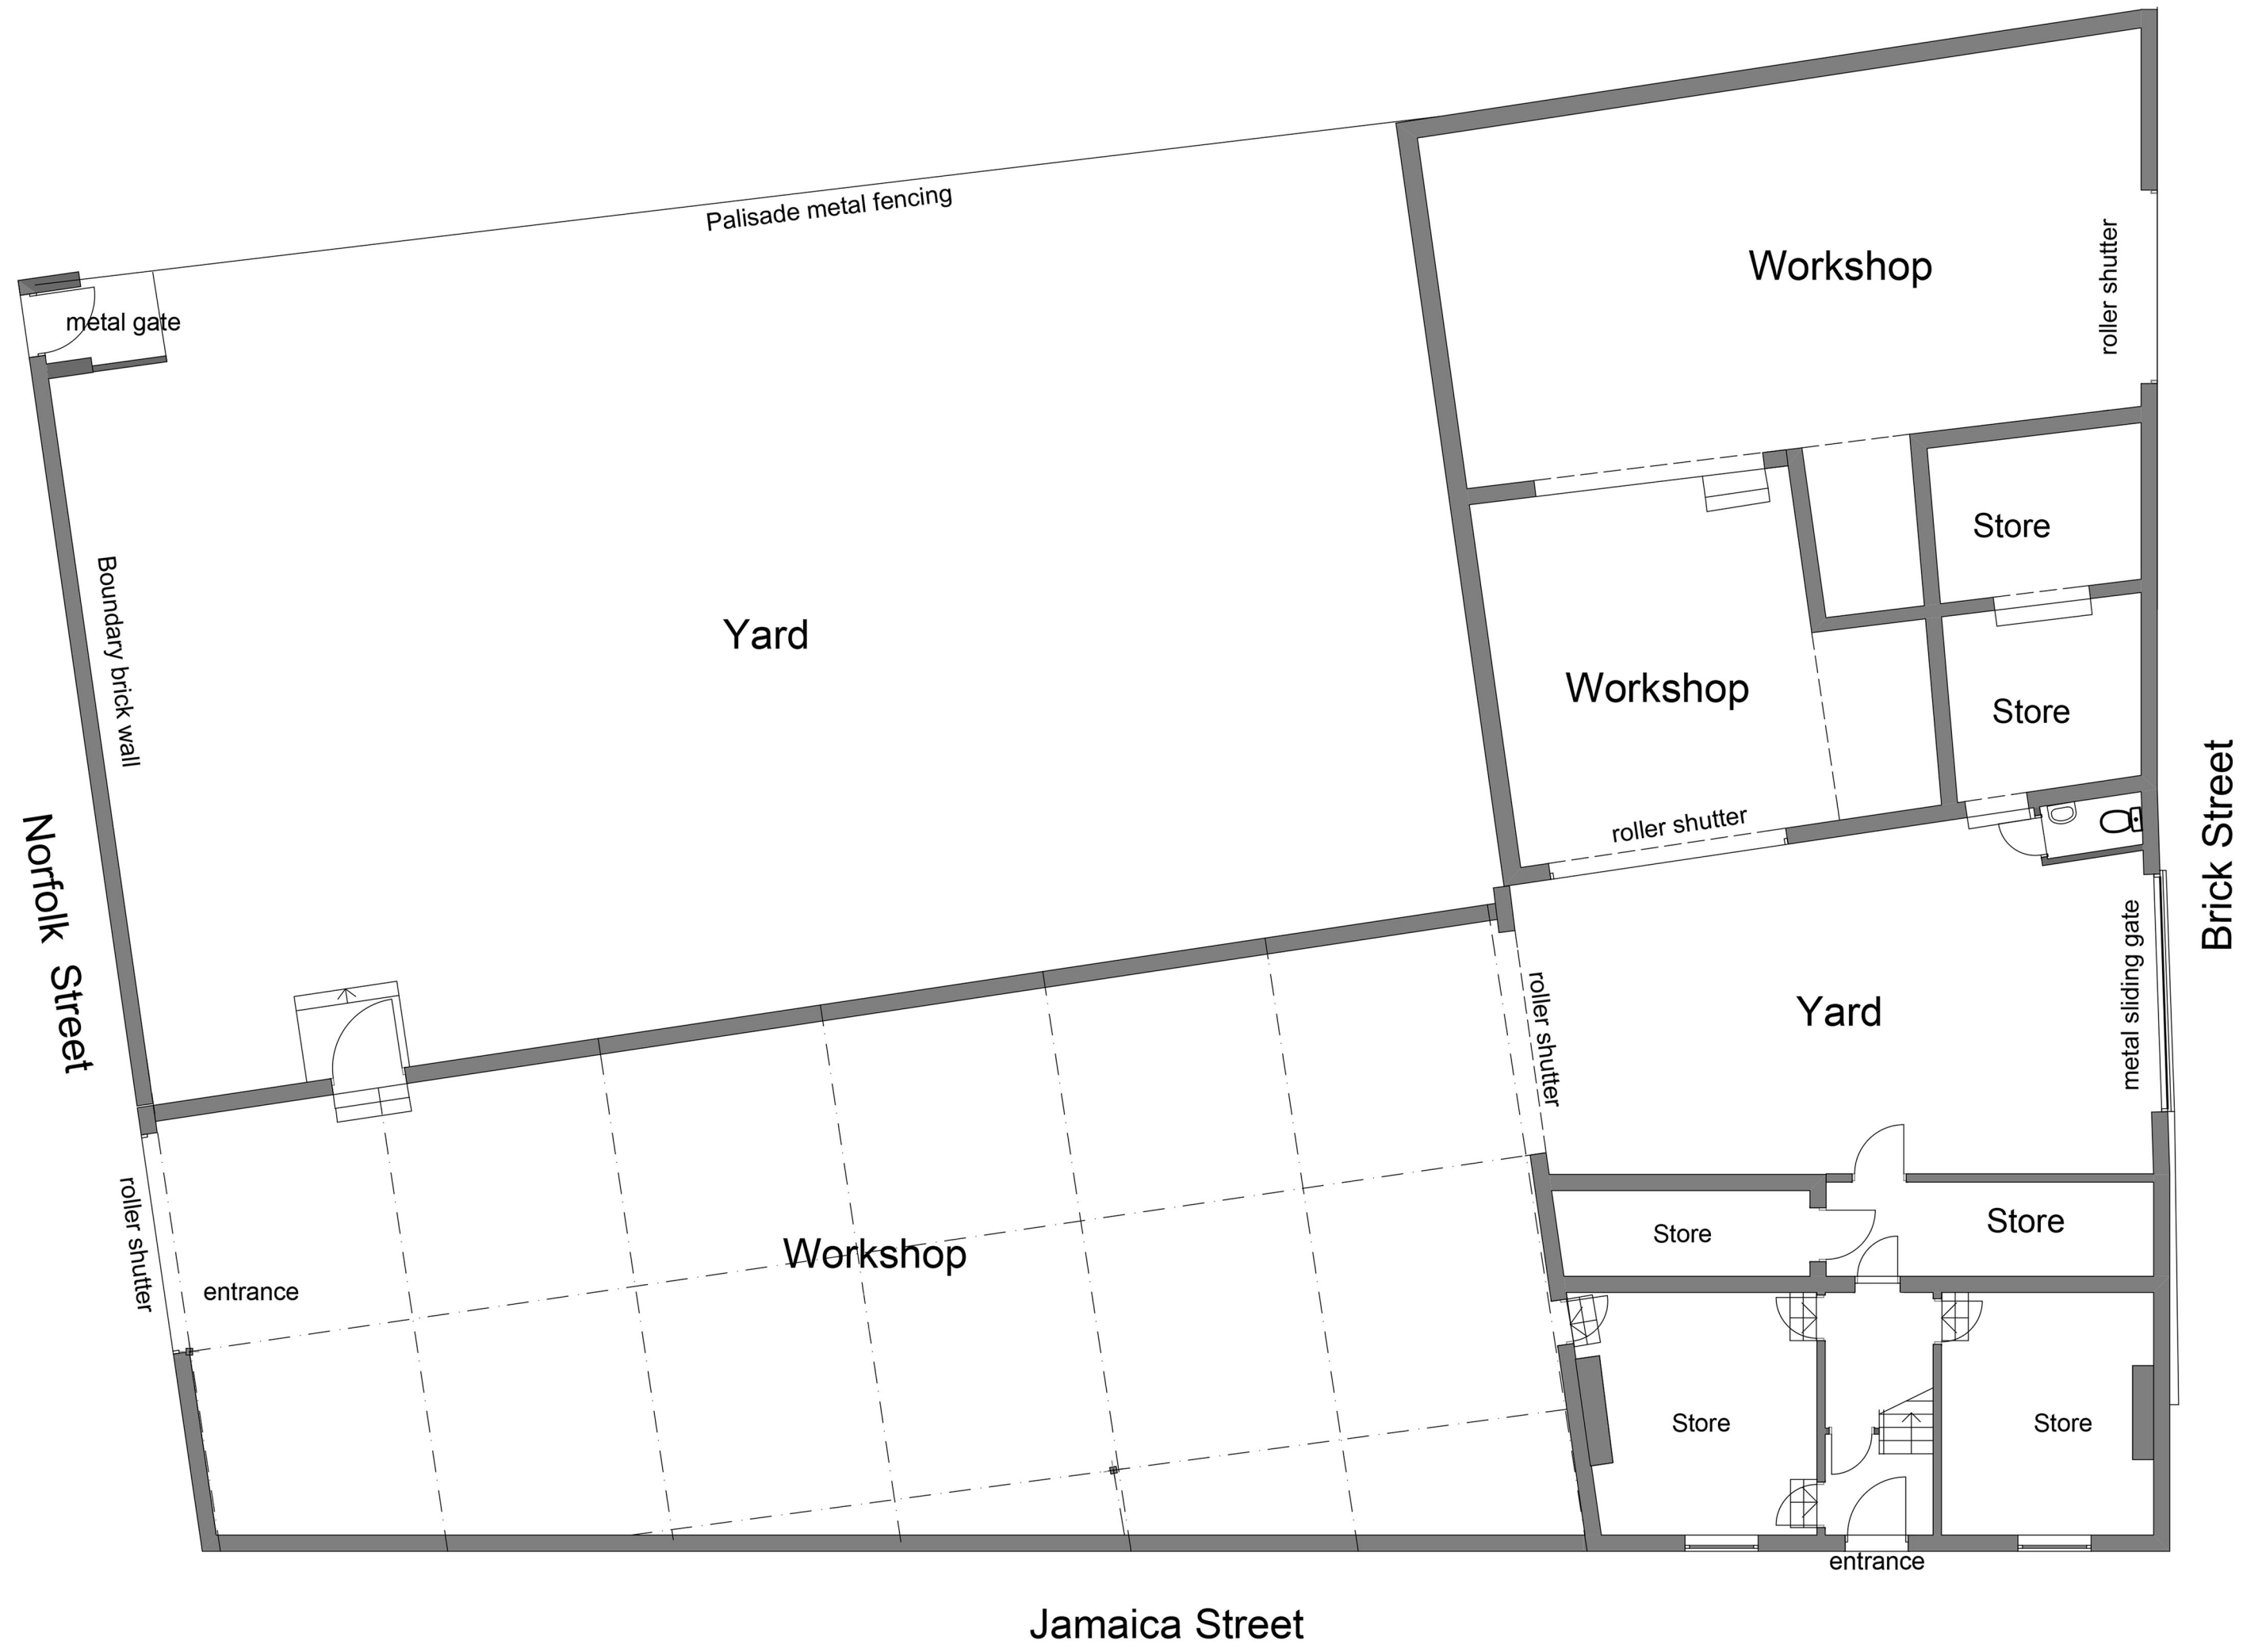 Palisade metal fencing
Workshop
roller shutter
metal gate
Store
Boundary brick wall
Yard
Workshop
Store
roller shutter
Brick Street
Norfolk Street
roller shutter
Yard
metal sliding gate
roller shutter
entrance
Workshop
Store
Store
Store
Store
entrance
Jamaica Street